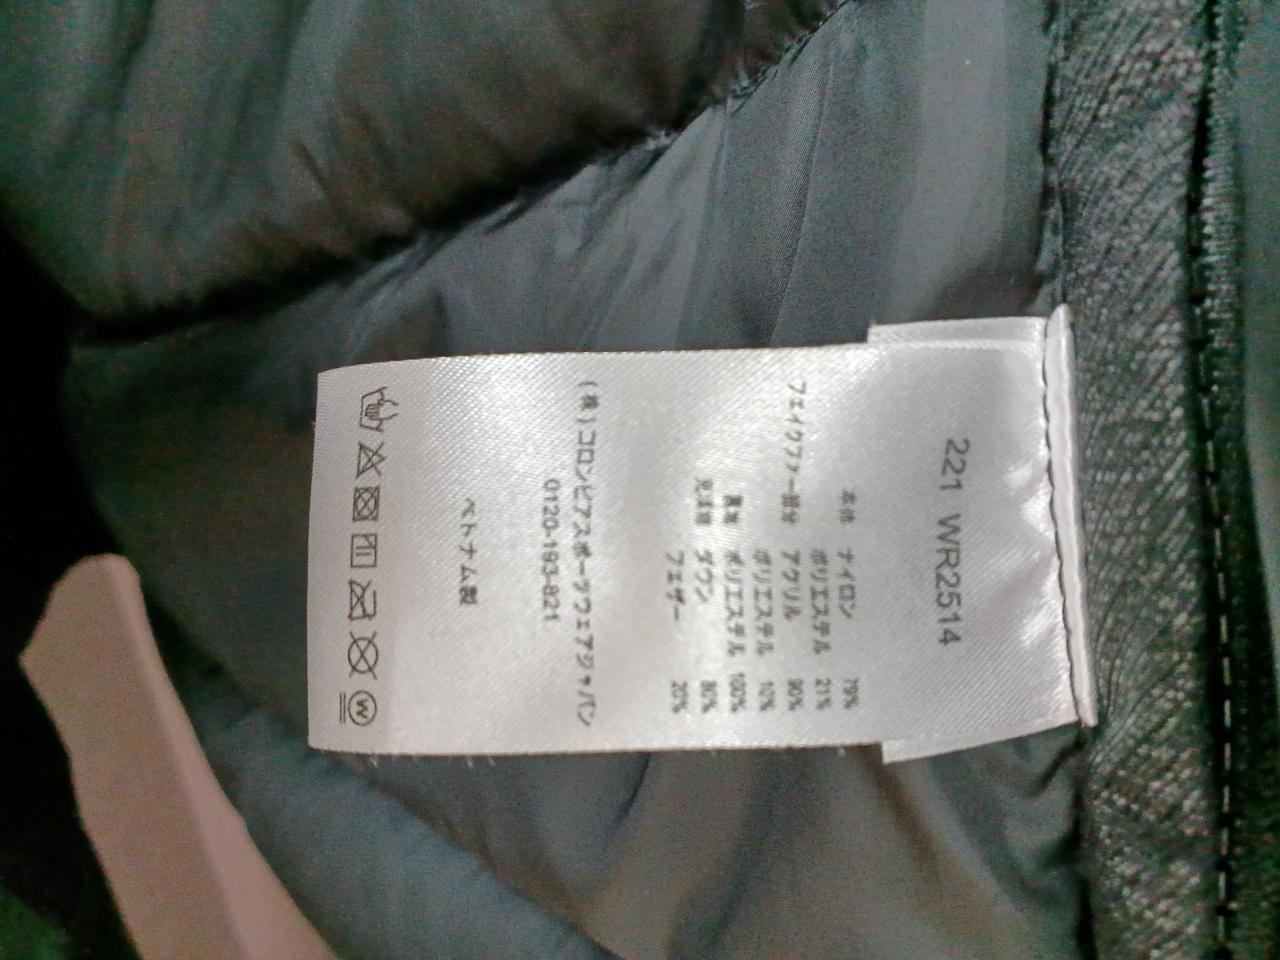 221 WR2514
本体 ナイロン 79%
ポリエステル 21%
フェイクファー部分 アクリル 90%
ポリエステル 10%
裏地 ポリエステル 100%
充填物 ダウン 80%
フェザー 20%
(株)コロンビアスポーツウェアジャパン
0120-193-821
ベトナム製
W